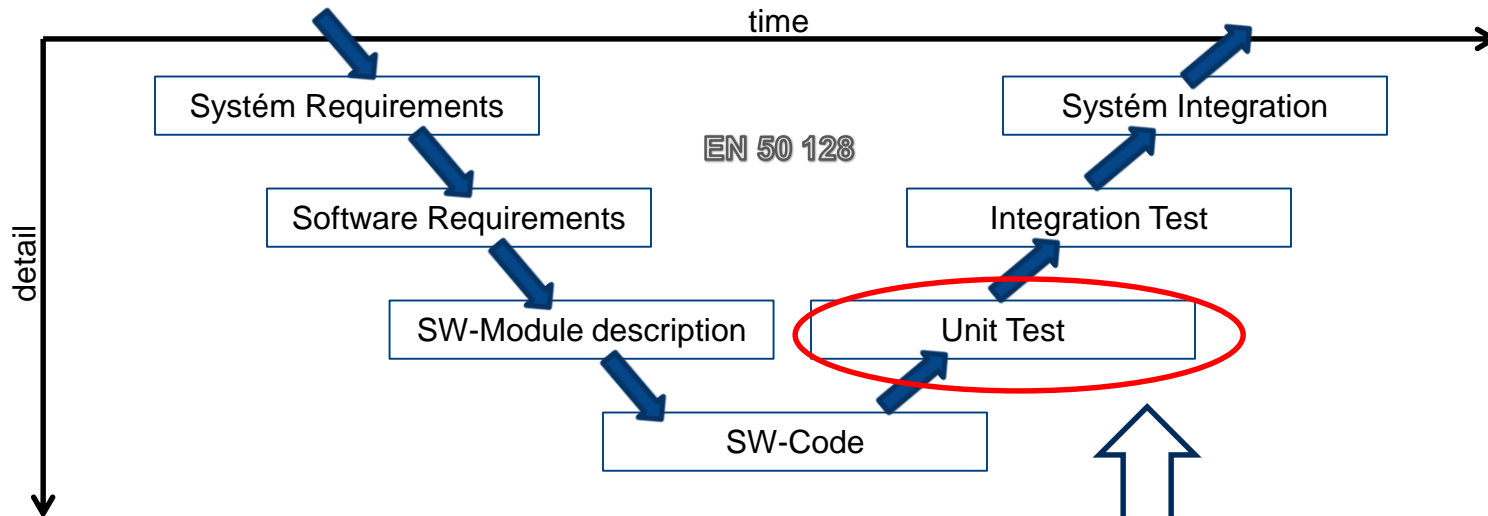 time
Systém Requirements
Systém Integration
EN 50 128
Software Requirements
Integration Test
detail
SW-Module description
Unit Test
SW-Code